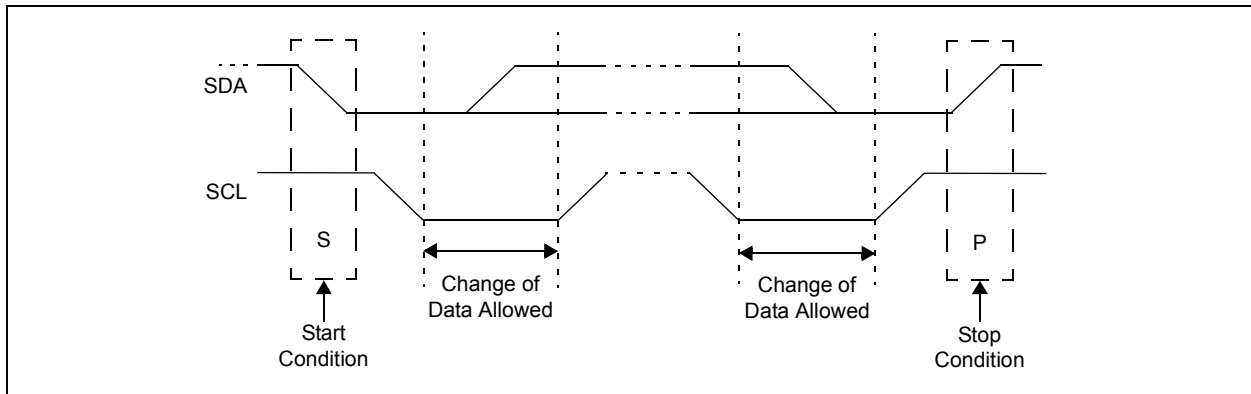 SDA
SCL
S
P
Change of
Data Allowed
Change of
Data Allowed
Start
Condition
Stop
Condition